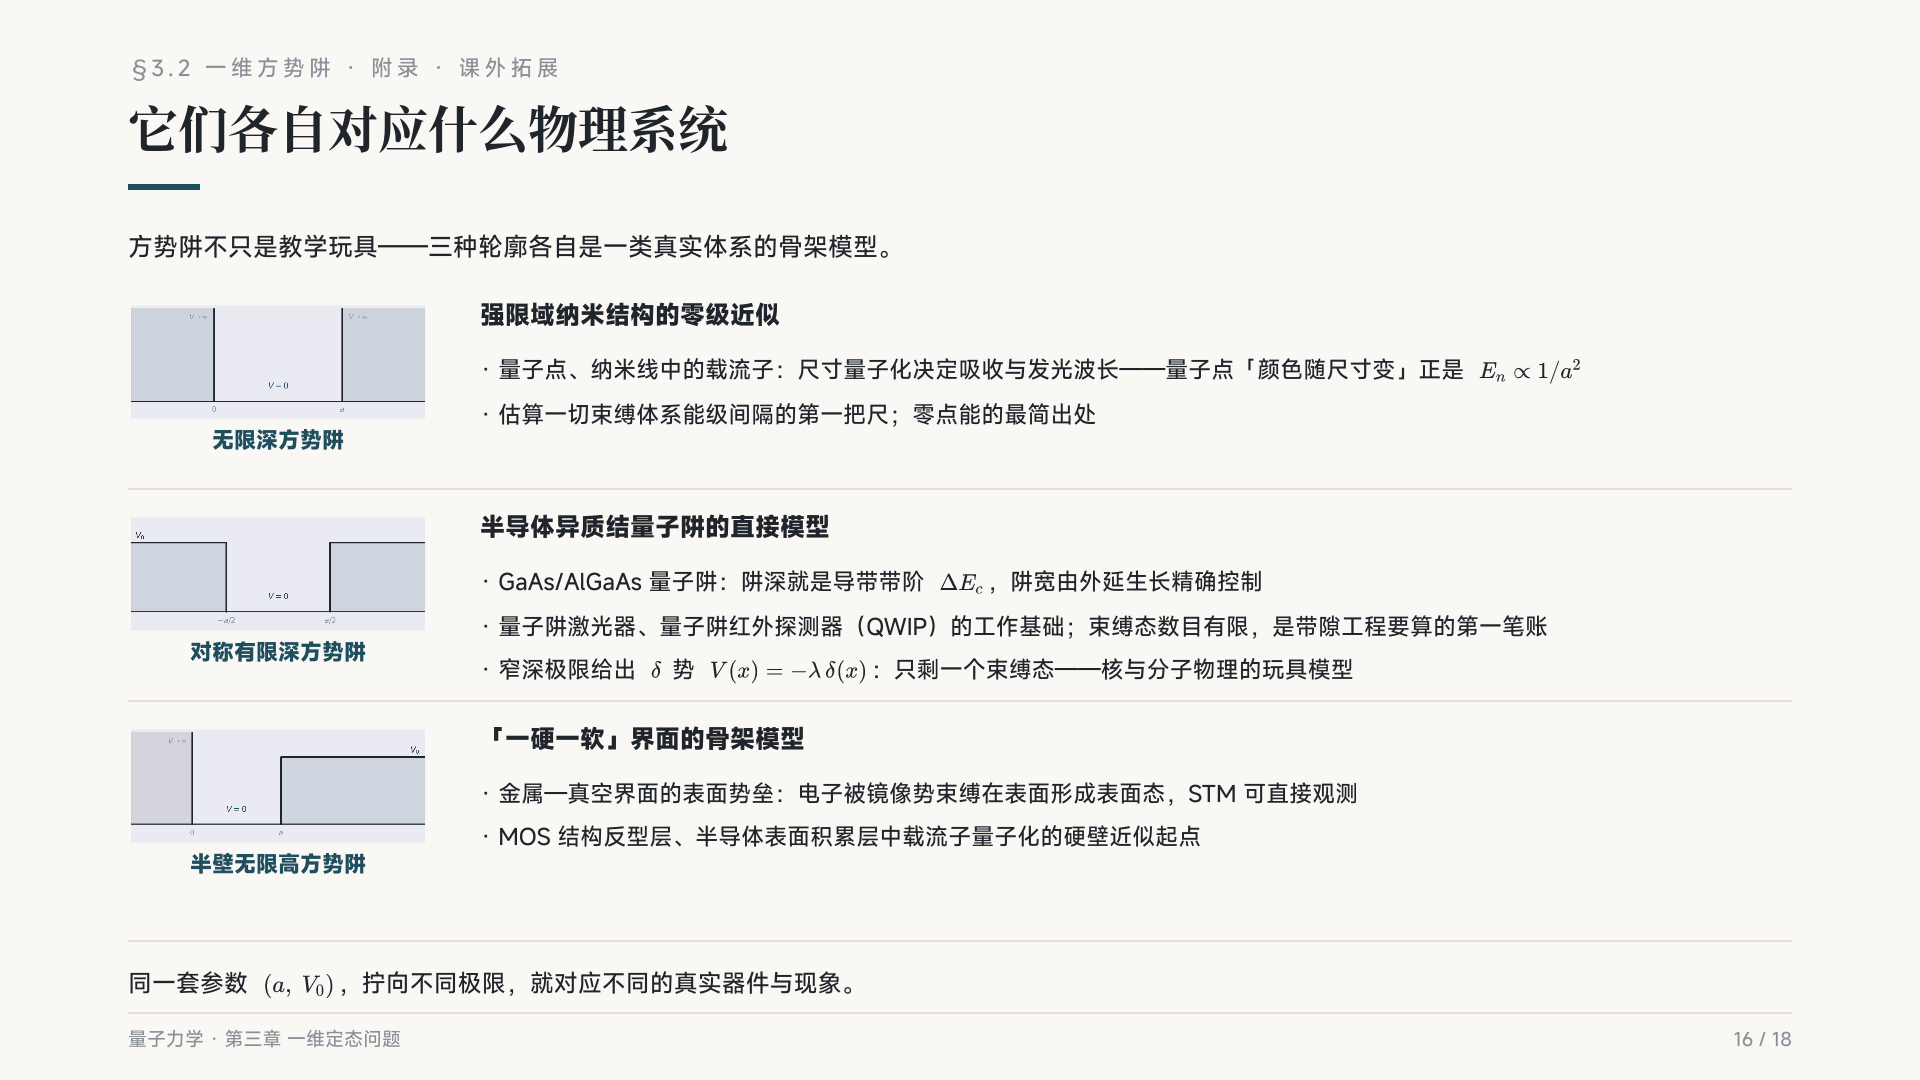 §3.2 一维方势阱 · 附录 · 课外拓展
它们各自对应什么物理系统
方势阱不只是教学玩具——三种轮廓各自是一类真实体系的骨架模型。
V→∞
V→∞
V=0
0
a
无限深方势阱
强限域纳米结构的零级近似
· 量子点、纳米线中的载流子：尺寸量子化决定吸收与发光波长——量子点「颜色随尺寸变」正是 Eₙ ∝ 1/a²
· 估算一切束缚体系能级间隔的第一把尺；零点能的最简出处
V₀
V=0
−a/2
a/2
对称有限深方势阱
半导体异质结量子阱的直接模型
· GaAs/AlGaAs 量子阱：阱深就是导带带阶 ΔE_c，阱宽由外延生长精确控制
· 量子阱激光器、量子阱红外探测器（QWIP）的工作基础；束缚态数目有限，是带隙工程要算的第一笔账
· 窄深极限给出 δ 势 V(x) = −λ δ(x)：只剩一个束缚态——核与分子物理的玩具模型
V→∞
V₀
V=0
0
a
半壁无限高方势阱
「一硬一软」界面的骨架模型
· 金属—真空界面的表面势垒：电子被镜像势束缚在表面形成表面态，STM 可直接观测
· MOS 结构反型层、半导体表面积累层中载流子量子化的硬壁近似起点
同一套参数 (a, V₀)，拧向不同极限，就对应不同的真实器件与现象。
量子力学 · 第三章 一维定态问题
16 / 18